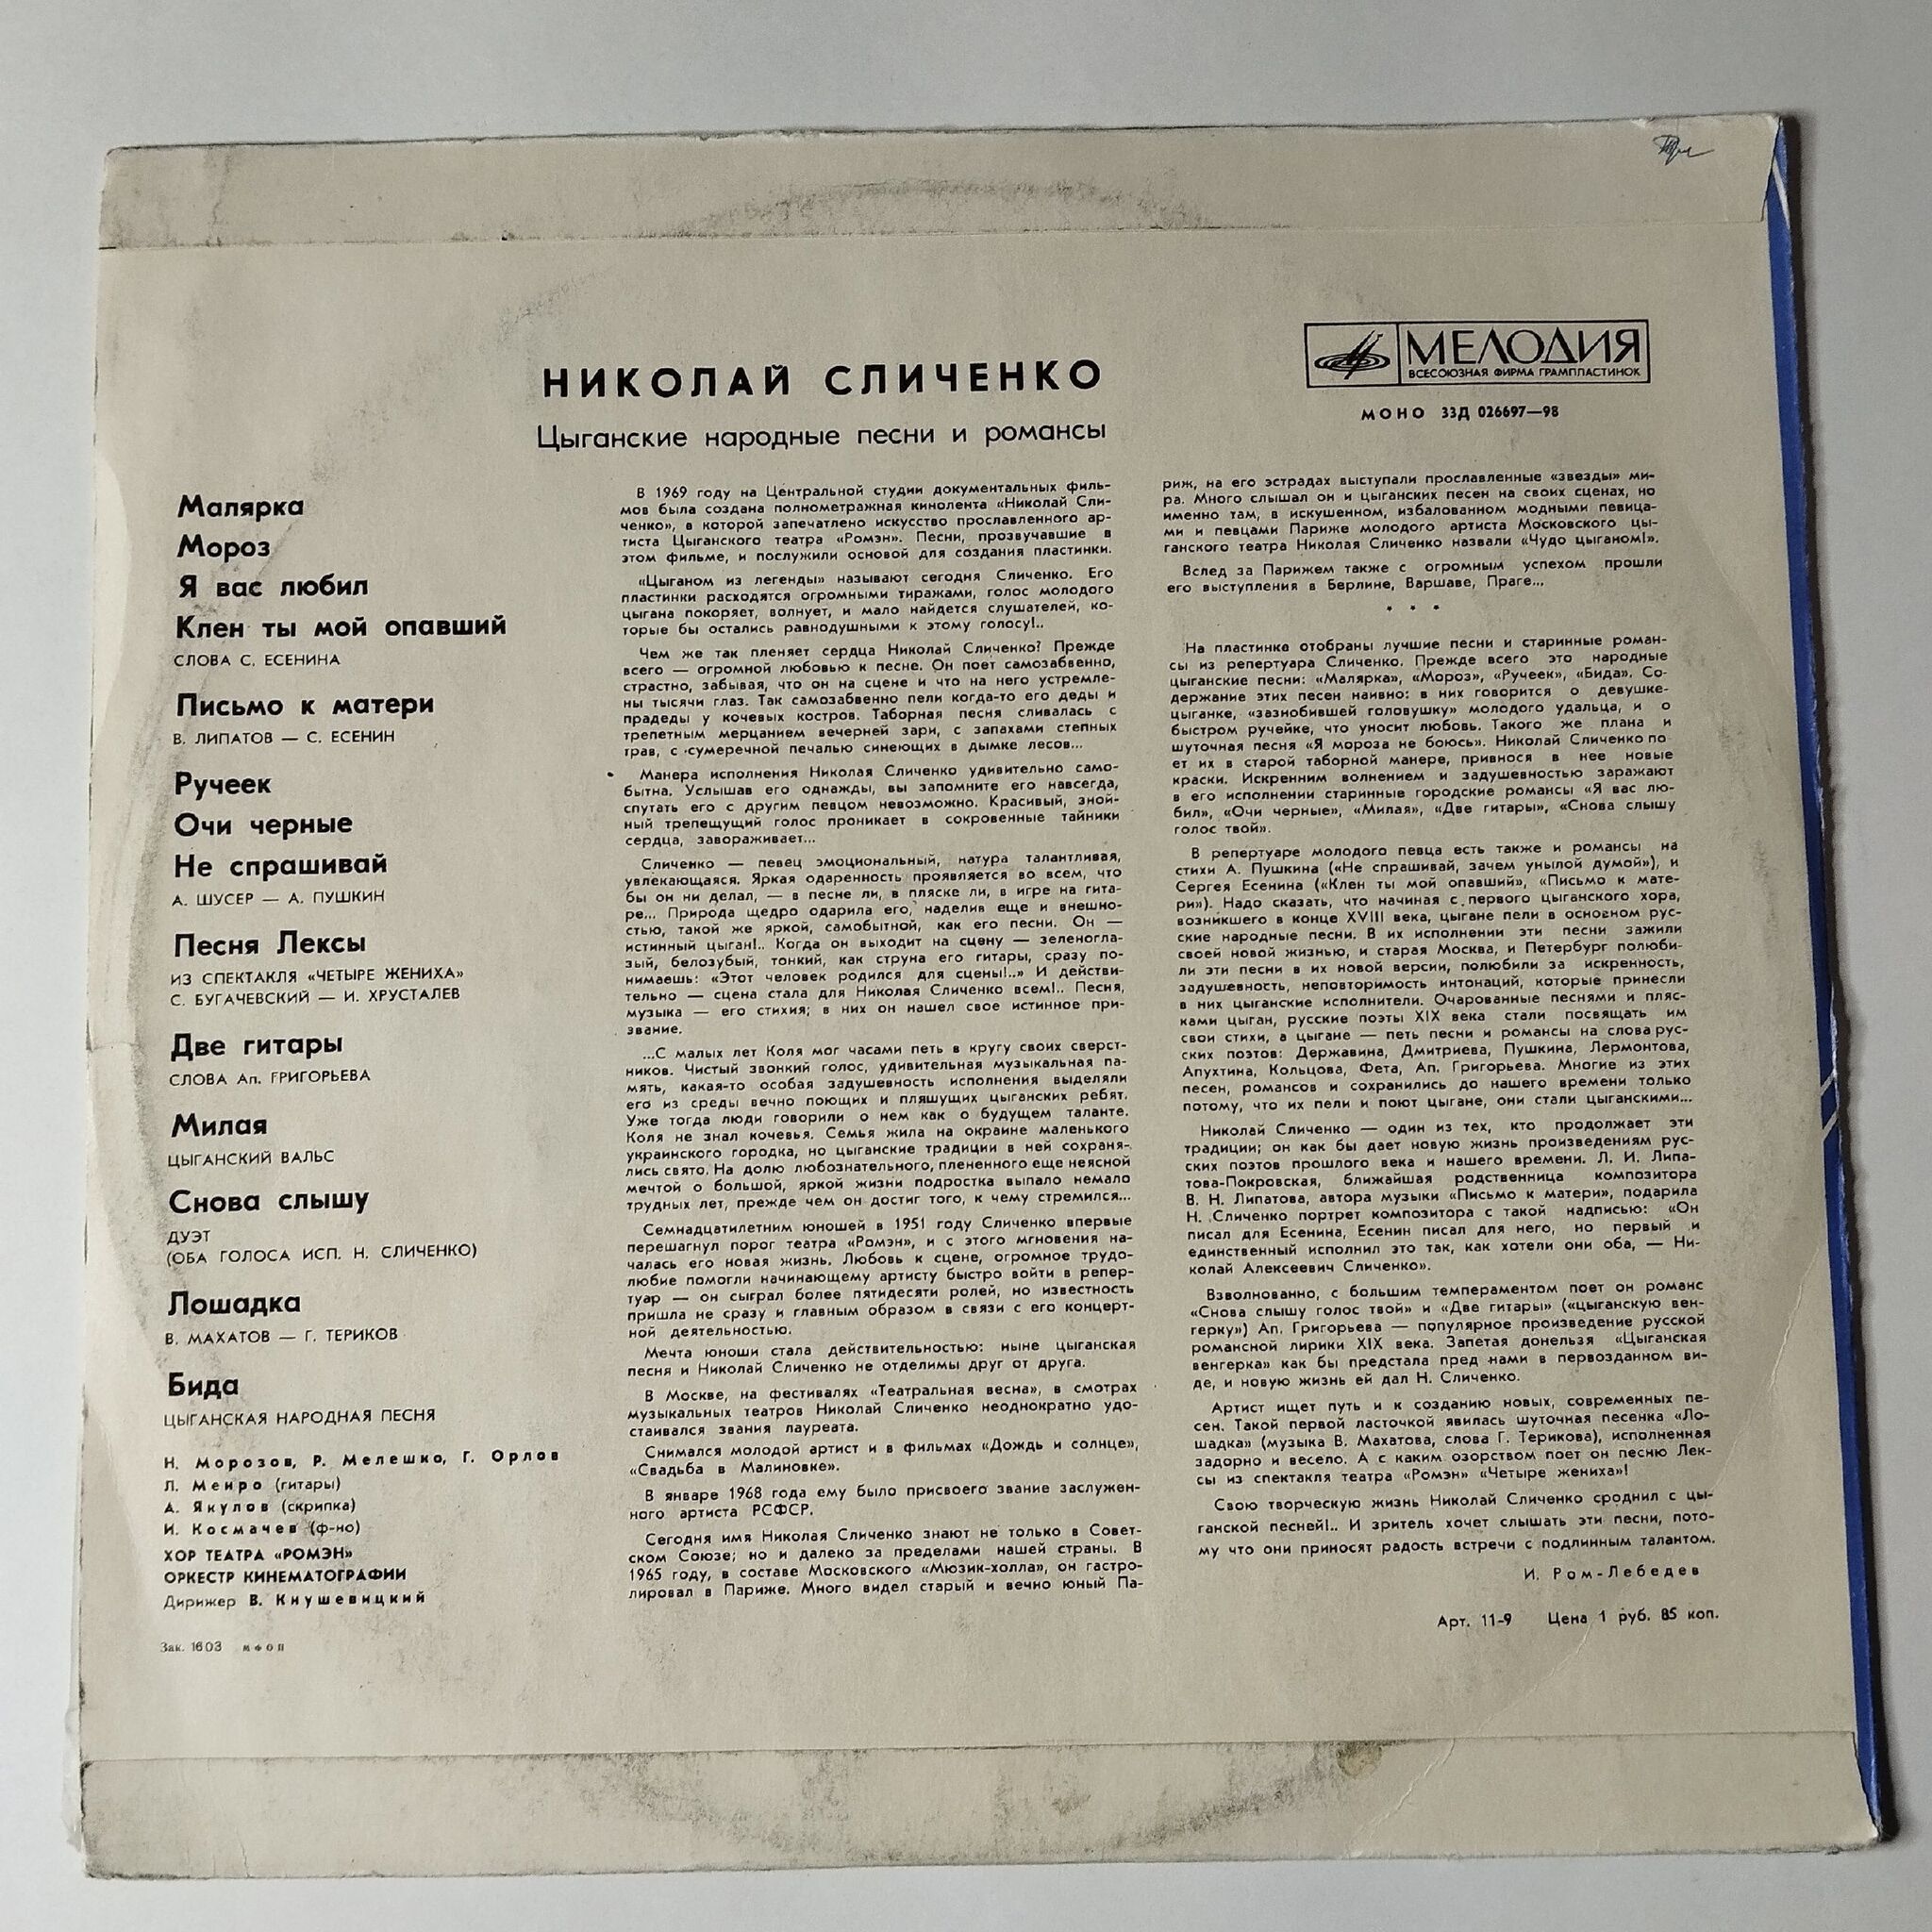 МЕЛОДИЯ
ВСЕСОЮЗНАЯ ФИРМА ГРАМПЛАСТИНОК
МОНО 33Д 026697—98
НИКОЛАЙ СЛИЧЕНКО
Цыганские народные песни и романсы
Малярка
Мороз
Я вас любил
Клен ты мой опавший
СЛОВА С. ЕСЕНИНА
Письмо к матери
В. ЛИПАТОВ — С. ЕСЕНИН
Ручеек
Очи черные
Не спрашивай
А. ШУСЕР — А. ПУШКИН
Песня Лексы
ИЗ СПЕКТАКЛЯ «ЧЕТЫРЕ ЖЕНИХА»
С. БУГАЧЕВСКИЙ — И. ХРУСТАЛЕВ
Две гитары
СЛОВА Ап. ГРИГОРЬЕВА
Милая
ЦЫГАНСКИЙ ВАЛЬС
Снова слышу
ДУЭТ
(ОБА ГОЛОСА ИСП. Н. СЛИЧЕНКО)
Лошадка
В. МАХАТОВ — Г. ТЕРИКОВ
Бида
ЦЫГАНСКАЯ НАРОДНАЯ ПЕСНЯ
Н. Морозов, Р. Мелешко, Г. Орлов
Л. Меиро (гитары)
А. Якулов (скрипка)
И. Космачев (ф-но)
ХОР ТЕАТРА «РОМЭН»
ОРКЕСТР КИНЕМАТОГРАФИИ
Дирижер В. Кнушевицкий
Зак. 1603 МФОП
В 1969 году на Центральной студии документальных филь-
мов была создана полнометражная кинолента «Николай Сли-
ченко», в которой запечатлено искусство прославленного ар-
тиста Цыганского театра «Ромэн». Песни, прозвучавшие в
этом фильме, и послужили основой для создания пластинки.
«Цыганом из легенды» называют сегодня Сличенко. Его
пластинки расходятся огромными тиражами, голос молодого
цыгана покоряет, волнует, и мало найдется слушателей, ко-
торые бы остались равнодушными к этому голосу!..
Чем же так пленяет сердца Николай Сличенко? Прежде
всего — огромной любовью к песне. Он поет самозабвенно,
страстно, забывая, что он на сцене и что на него устремле-
ны тысячи глаз. Так самозабвенно пели когда-то его деды и
прадеды у кочевых костров. Таборная песня сливалась с
трепетным мерцанием вечерней зари, с запахами степных
трав, с сумеречной печалью синеющих в дымке лесов...
Манера исполнения Николая Сличенко удивительно само-
бытна. Услышав его однажды, вы запомните его навсегда,
спутать его с другим певцом невозможно. Красивый, зной-
ный трепещущий голос проникает в сокровенные тайники
сердца, завораживает...
Сличенко — певец эмоциональный, натура талантливая,
увлекающаяся. Яркая одаренность проявляется во всем, что
бы он ни делал, — в песне ли, в пляске ли, в игре на гита-
ре... Природа щедро одарила его, наделив еще и внешно-
стью, такой же яркой, самобытной, как его песни. Он —
истинный цыган!.. Когда он выходит на сцену — зеленогла-
зый, белозубый, тонкий, как струна его гитары, сразу по-
нимаешь: «Этот человек родился для сцены!..» И действи-
тельно — сцена стала для Николая Сличенко всем!.. Песня,
музыка — его стихия; в них он нашел свое истинное при-
звание.
...С малых лет Коля мог часами петь в кругу своих сверст-
ников. Чистый звонкий голос, удивительная музыкальная па-
мять, какая-то особая задушевность исполнения выделяли
его из среды вечно поющих и пляшущих цыганских ребят.
Уже тогда люди говорили о нем как о будущем таланте.
Коля не знал кочевья. Семья жила на окраине маленького
украинского городка, но цыганские традиции в ней сохраня-
лись свято. На долю любознательного, плененного еще неясной
мечтой о большой, яркой жизни подростка выпало немало
трудных лет, прежде чем он достиг того, к чему стремился...
Семнадцатилетним юношей в 1951 году Сличенко впервые
перешагнул порог театра «Ромэн», и с этого мгновения на-
чалась его новая жизнь. Любовь к сцене, огромное трудо-
любие помогли начинающему артисту быстро войти в репер-
туар — он сыграл более пятидесяти ролей, но известность
пришла не сразу и главным образом в связи с его концерт-
ной деятельностью.
Мечта юноши стала действительностью: ныне цыганская
песня и Николай Сличенко не отделимы друг от друга.
В Москве, на фестивалях «Театральная весна», в смотрах
музыкальных театров Николай Сличенко неоднократно удо-
стаивался звания лауреата.
Снимался молодой артист и в фильмах «Дождь и солнце»,
«Свадьба в Малиновке».
В январе 1968 года ему было присвоего звание заслужен-
ного артиста РСФСР.
Сегодня имя Николая Сличенко знают не только в Совет-
ском Союзе; но и далеко за пределами нашей страны. В
1965 году, в составе Московского «Мюзик-холла», он гастро-
лировал в Париже. Много видел старый и вечно юный Па-
риж, на его эстрадах выступали прославленные «звезды» ми-
ра. Много слышал он и цыганских песен на своих сценах, но
именно там, в искушенном, избалованном модными певица-
ми и певцами Париже молодого артиста Московского цы-
ганского театра Николая Сличенко назвали «Чудо цыганом!».
Вслед за Парижем также с огромным успехом прошли
его выступления в Берлине, Варшаве, Праге...
• • •
На пластинке отобраны лучшие песни и старинные роман-
сы из репертуара Сличенко. Прежде всего это народные
цыганские песни: «Малярка», «Мороз», «Ручеек», «Бида». Со-
держание этих песен наивно: в них говорится о девушке-
цыганке, «зазнобившей головушку» молодого удальца, и о
быстром ручейке, что уносит любовь. Такого же плана и
шуточная песня «Я мороза не боюсь». Николай Сличенко по-
ет их в старой таборной манере, привнося в нее новые
краски. Искренним волнением и задушевностью заражают
в его исполнении старинные городские романсы «Я вас лю-
бил», «Очи черные», «Милая», «Две гитары», «Снова слышу
голос твой».
В репертуаре молодого певца есть также и романсы на
стихи А. Пушкина («Не спрашивай, зачем унылой думой»), и
Сергея Есенина («Клен ты мой опавший», «Письмо к мате-
ри»). Надо сказать, что начиная с первого цыганского хора,
возникшего в конце XVIII века, цыгане пели в основном рус-
ские народные песни. В их исполнении эти песни зажили
своей новой жизнью, и старая Москва, и Петербург полюби-
ли эти песни в их новой версии, полюбили за искренность,
задушевность, неповторимость интонаций, которые принесли
в них цыганские исполнители. Очарованные песнями и пляс-
ками цыган, русские поэты XIX века стали посвящать им
свои стихи, а цыгане — петь песни и романсы на слова рус-
ских поэтов: Державина, Дмитриева, Пушкина, Лермонтова,
Апухтина, Кольцова, Фета, Ап. Григорьева. Многие из этих
песен, романсов и сохранились до нашего времени только
потому, что их пели и поют цыгане, они стали цыганскими...
Николай Сличенко — один из тех, кто продолжает эти
традиции; он как бы дает новую жизнь произведениям рус-
ских поэтов прошлого века и нашего времени. Л. И. Липа-
това-Покровская, ближайшая родственница композитора
В. Н. Липатова, автора музыки «Письмо к матери», подарила
Н. Сличенко портрет композитора с такой надписью: «Он
писал для Есенина, Есенин писал для него, но первый и
единственный исполнил это так, как хотели они оба, — Ни-
колай Алексеевич Сличенко».
Взволнованно, с большим темпераментом поет он романс
«Снова слышу голос твой» и «Две гитары» («цыганскую вен-
герку») Ап. Григорьева — популярное произведение русской
романсной лирики XIX века. Запетая донельзя «Цыганская
венгерка» как бы предстала пред нами в первозданном ви-
де, и новую жизнь ей дал Н. Сличенко.
Артист ищет путь и к созданию новых, современных пе-
сен. Такой первой ласточкой явилась шуточная песенка «Ло-
шадка» (музыка В. Махатова, слова Г. Терикова), исполненная
задорно и весело. А с каким озорством поет он песню Лек-
сы из спектакля театра «Ромэн» «Четыре жениха»!
Свою творческую жизнь Николай Сличенко сроднил с цы-
ганской песней!.. И зритель хочет слышать эти песни, пото-
му что они приносят радость встречи с подлинным талантом.
И. Ром-Лебедев
Арт. 11-9 Цена 1 руб. 85 коп.